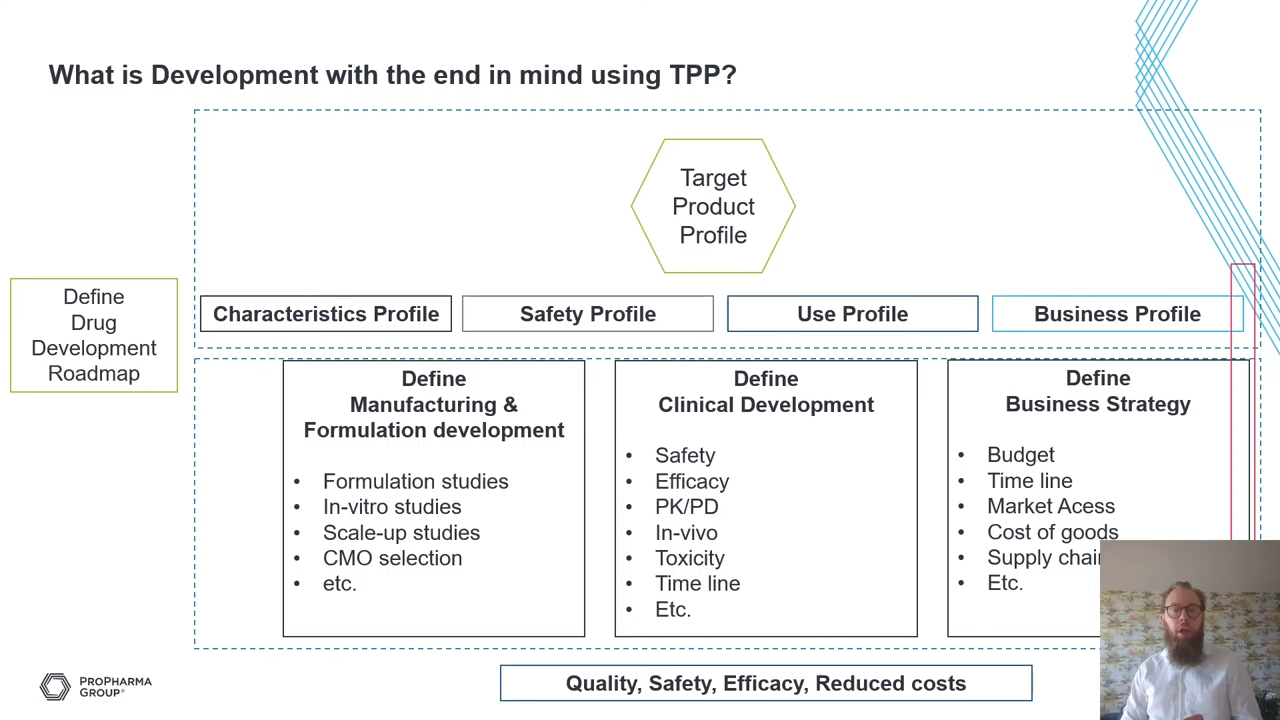 What is Development with the end in mind using TPP?
Target
Product
Profile
Define
Drug
Development
Roadmap
Characteristics Profile
Safety Profile
Use Profile
Business Profile
Define
Manufacturing &
Formulation development
• Formulation studies
• In-vitro studies
• Scale-up studies
• CMO selection
• etc.
Define
Clinical Development
• Safety
• Efficacy
• PK/PD
• In-vivo
• Toxicity
• Time line
• Etc.
Define
Business Strategy
• Budget
• Time line
• Market Acess
• Cost of goods
• Supply chain
• Etc.
PROPHARMA
GROUP®
Quality, Safety, Efficacy, Reduced costs